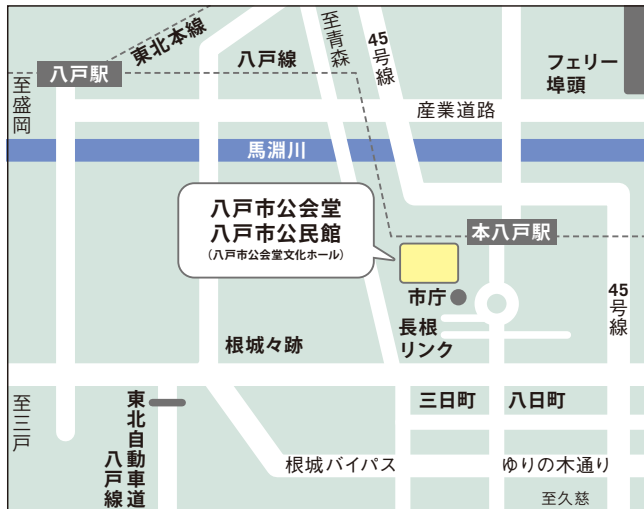 東北本線
至青森
45号線
フェリー
埠頭
八戸駅
八戸線
至盛岡
産業道路
馬淵川
八戸市公会堂
八戸市公民館
（八戸市公会堂文化ホール）
本八戸駅
市庁
45号線
長根
リンク
根城々跡
至三戸
三日町
八日町
東北自動車道
八戸線
根城バイパス
ゆりの木通り
至久慈